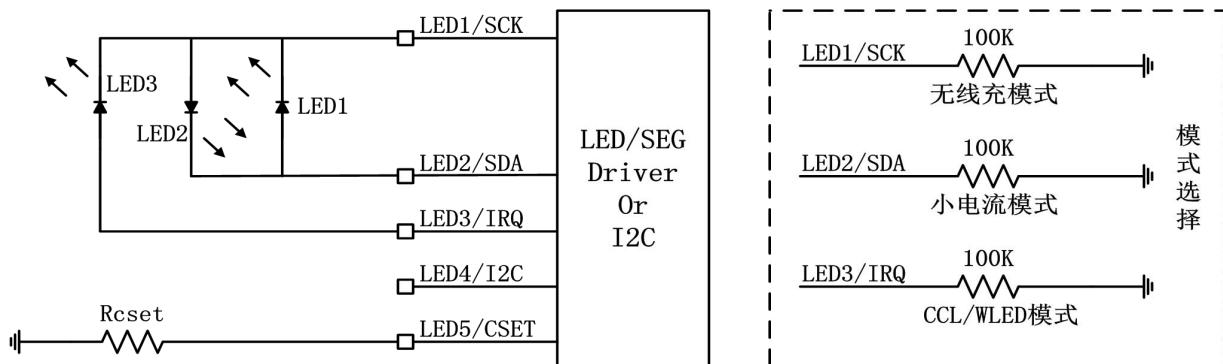 LED1/SCK
LED3
LED2
LED1
LED2/SDA
LED3/IRQ
LED4/I2C
Rcset
LED5/CSET
LED/SEG
Driver
Or
I2C
LED1/SCK
100K
无线充模式
LED2/SDA
100K
小电流模式
LED3/IRQ
100K
CCL/WLED模式
模式选择